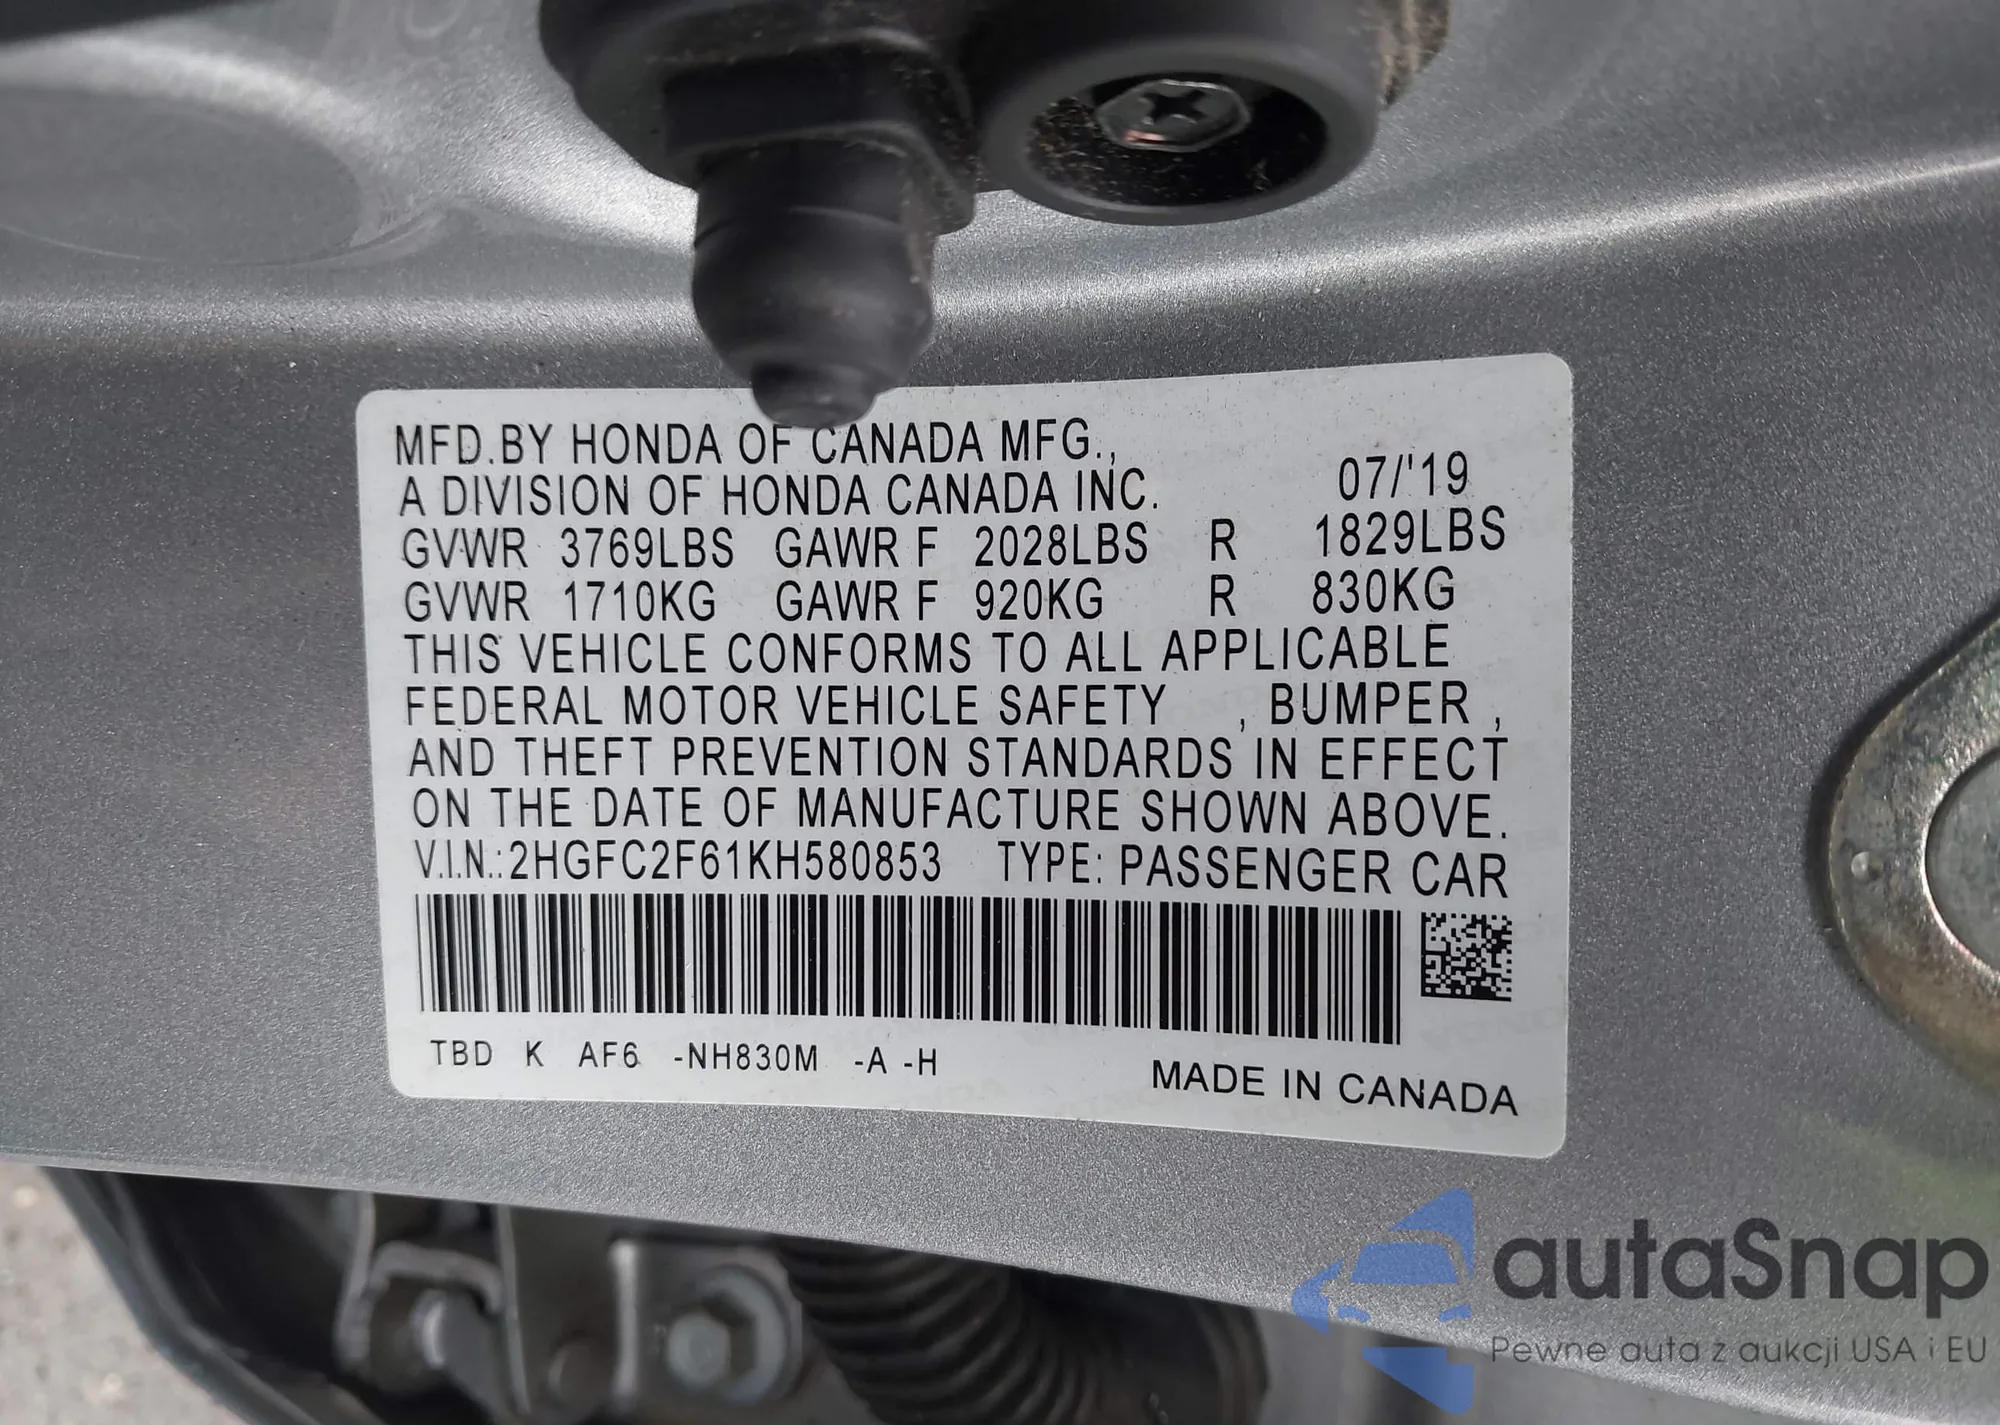 MFD.BY HONDA OF CANADA MFG.,
A DIVISION OF HONDA CANADA INC. 07/'19
GVWR 3769LBS GAWR F 2028LBS R 1829LBS
GVWR 1710KG GAWR F 920KG R 830KG
THIS VEHICLE CONFORMS TO ALL APPLICABLE
FEDERAL MOTOR VEHICLE SAFETY , BUMPER ,
AND THEFT PREVENTION STANDARDS IN EFFECT
ON THE DATE OF MANUFACTURE SHOWN ABOVE.
V.I.N.:2HGFC2F61KH580853 TYPE: PASSENGER CAR
TBD K AF6 -NH830M -A -H
MADE IN CANADA
autaSnap
Pewne auta z aukcji USA i EU